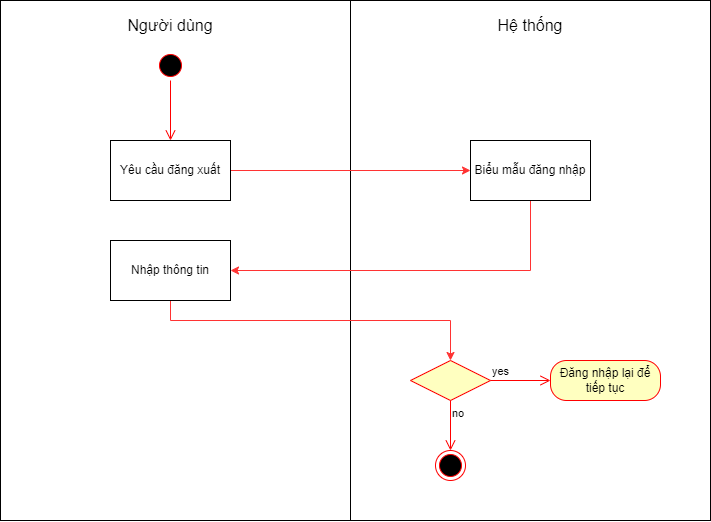 Người dùng
Hệ thống
Yêu cầu đăng xuất
Biểu mẫu đăng nhập
Nhập thông tin
yes
Đăng nhập lại để
tiếp tục
no